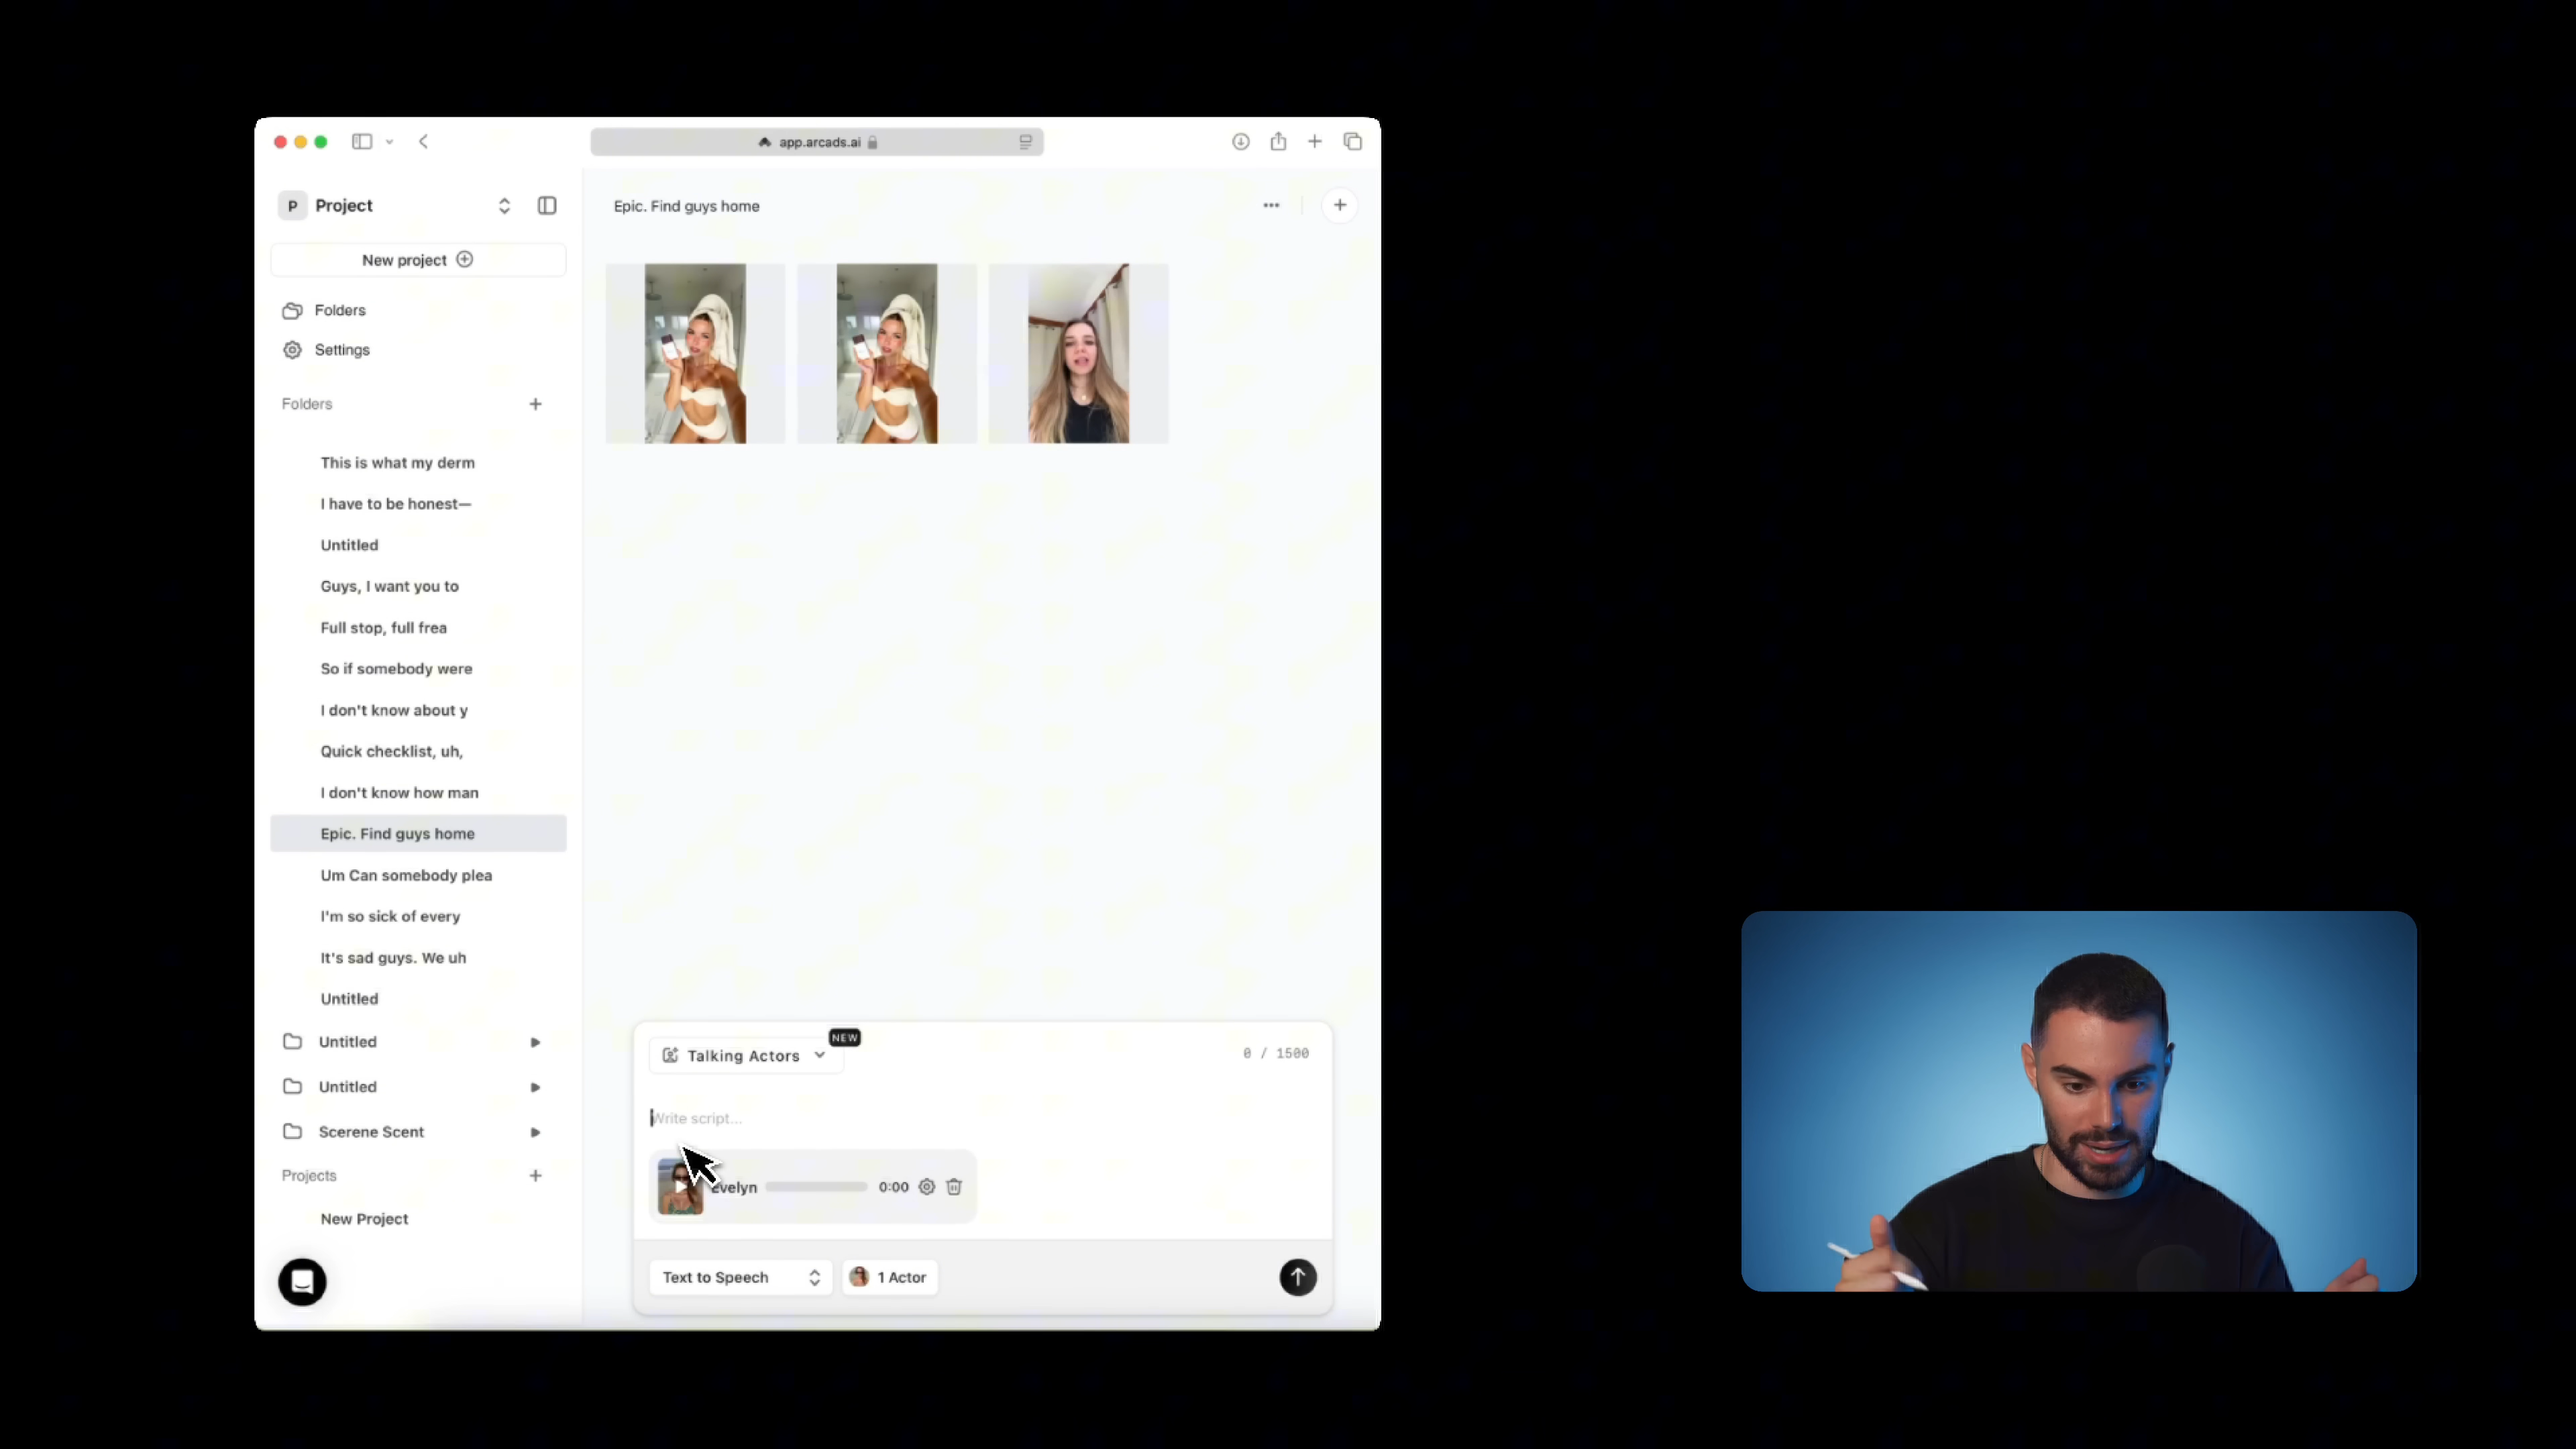 app.arcads.ai
P Project
New project
Folders
Settings
Folders
This is what my derm
I have to be honest—
Untitled
Guys, I want you to
Full stop, full frea
So if somebody were
I don't know about y
Quick checklist, uh,
I don't know how man
Epic. Find guys home
Um Can somebody plea
I'm so sick of every
It's sad guys. We uh
Untitled
Untitled
Untitled
Scerene Scent
Projects
New Project
Epic. Find guys home
NEW
Talking Actors
0 / 1500
Write script...
Evelyn
0:00
Text to Speech
1 Actor